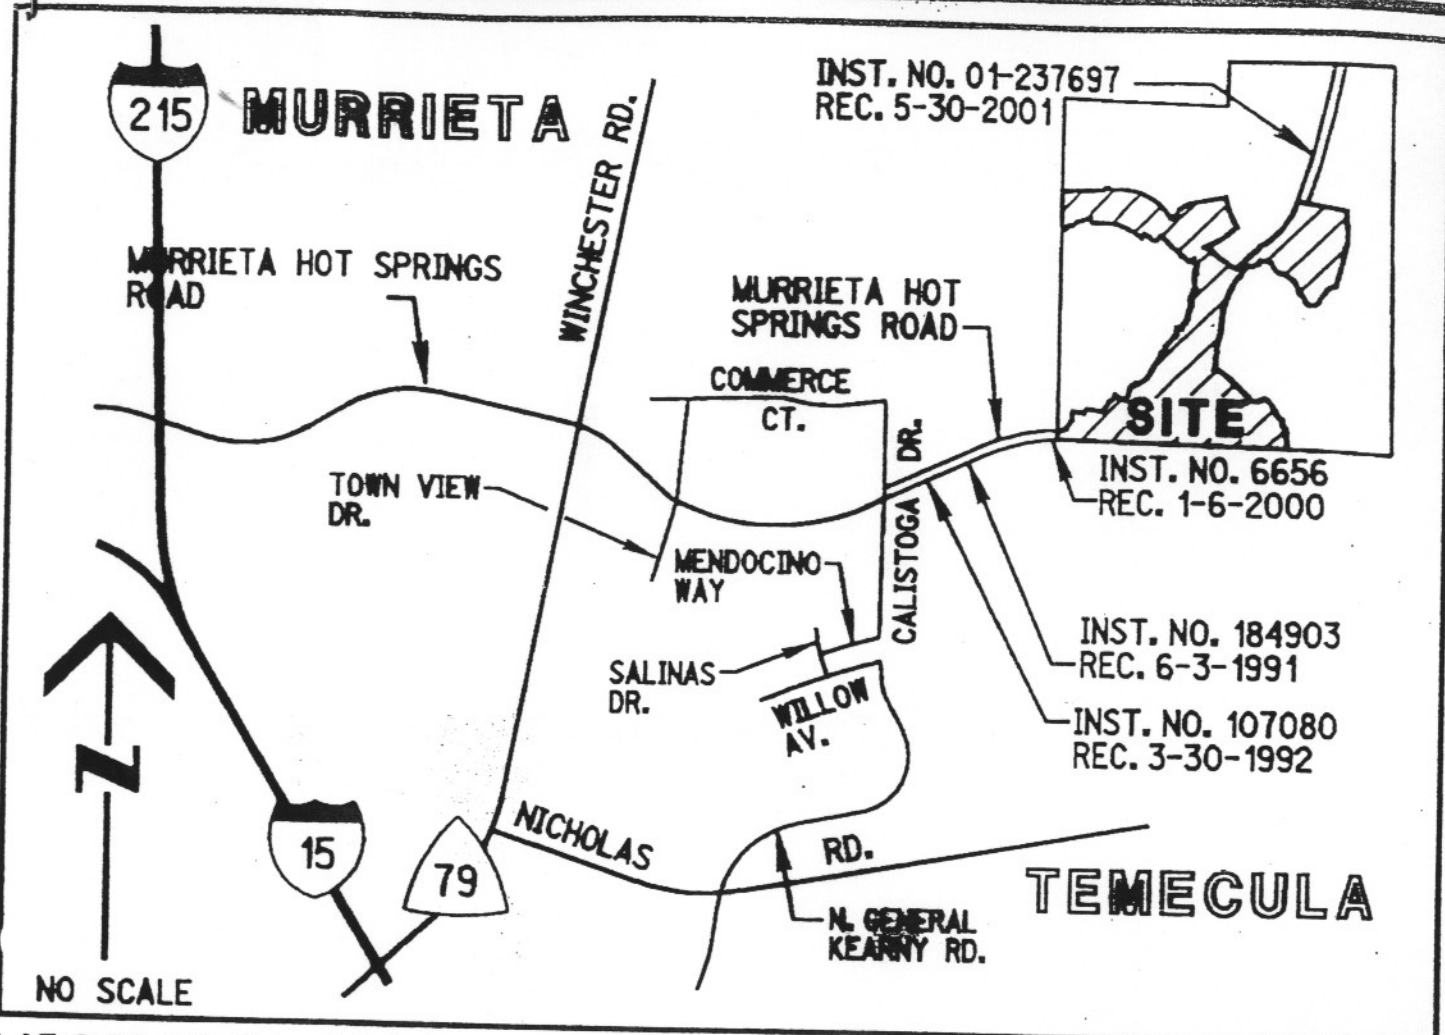 215
MURRIETA
WINCHESTER RD.
INST. NO. 01-237697
REC. 5-30-2001
MURRIETA HOT SPRINGS
ROAD
MURRIETA HOT
SPRINGS ROAD
COMMERCE
CT.
SITE
CALISTOGA DR.
INST. NO. 6656
REC. 1-6-2000
TOWN VIEW
DR.
MENDOCINO
WAY
SALINAS
DR.
WILLOW
AV.
INST. NO. 184903
REC. 6-3-1991
INST. NO. 107080
REC. 3-30-1992
N
15
79
NICHOLAS RD.
TEMECULA
N. GENERAL
KEARNY RD.
NO SCALE